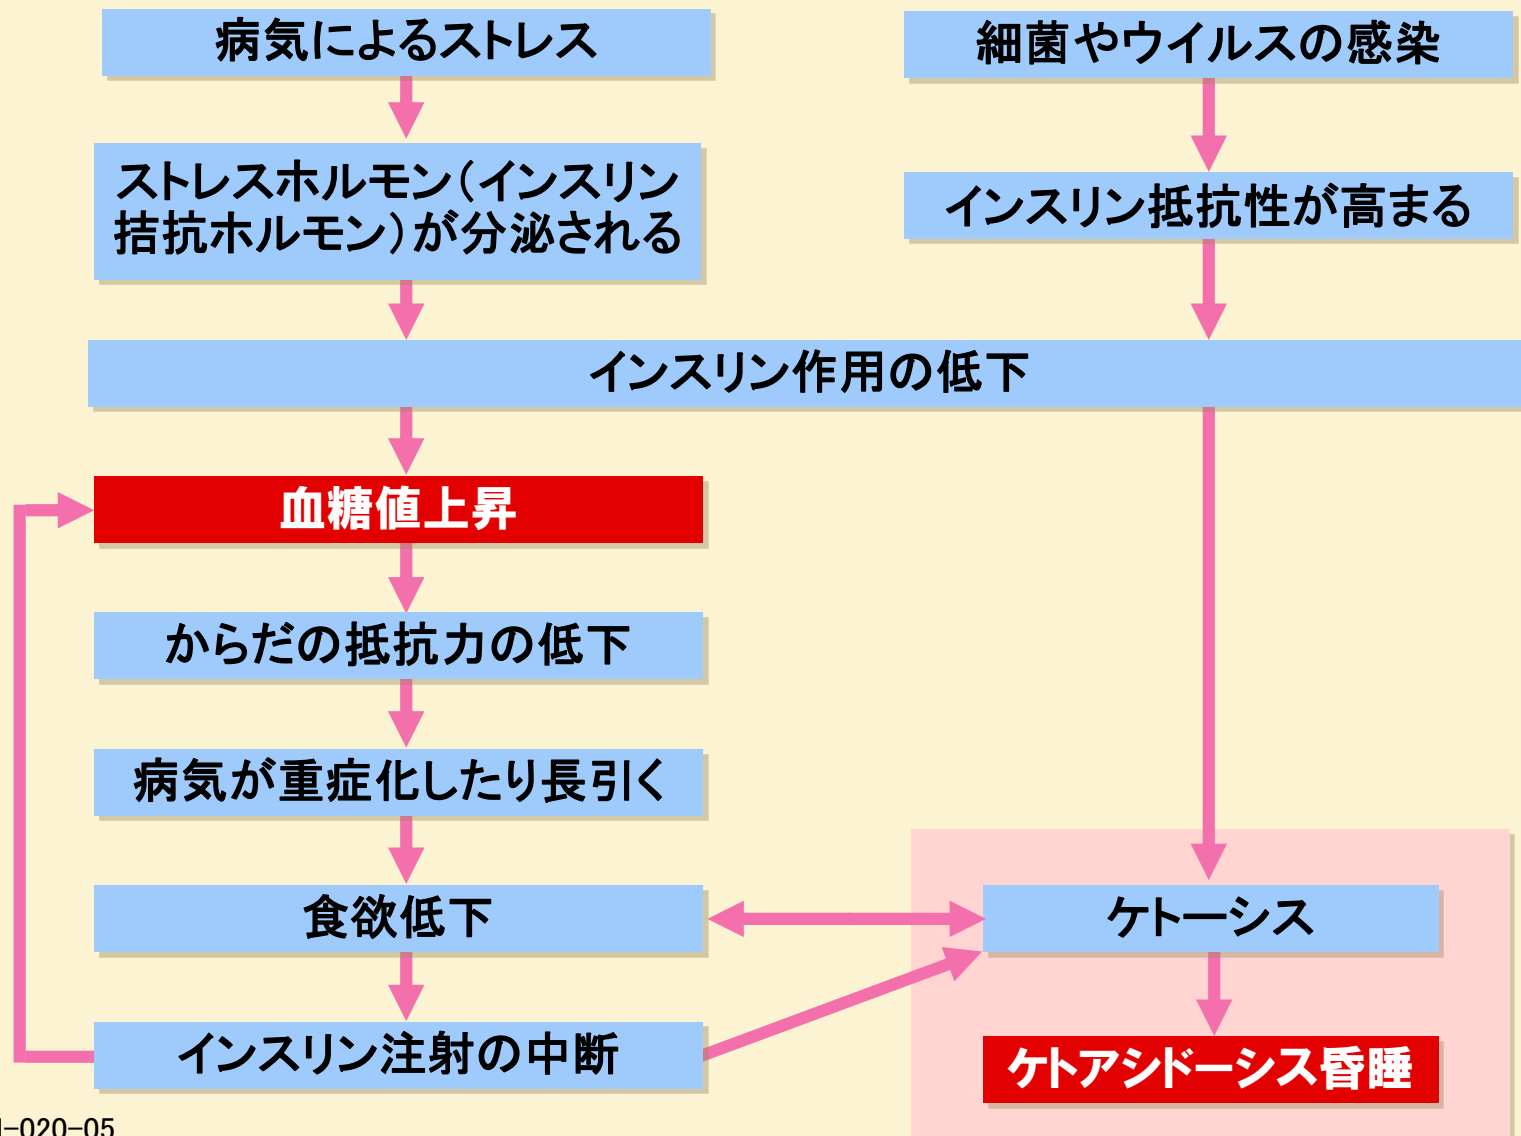 病気によるストレス
細菌やウイルスの感染
ストレスホルモン（インスリン
拮抗ホルモン）が分泌される
インスリン抵抗性が高まる
インスリン作用の低下
血糖値上昇
からだの抵抗力の低下
病気が重症化したり長引く
食欲低下
ケトーシス
インスリン注射の中断
ケトアシドーシス昏睡
-020-05